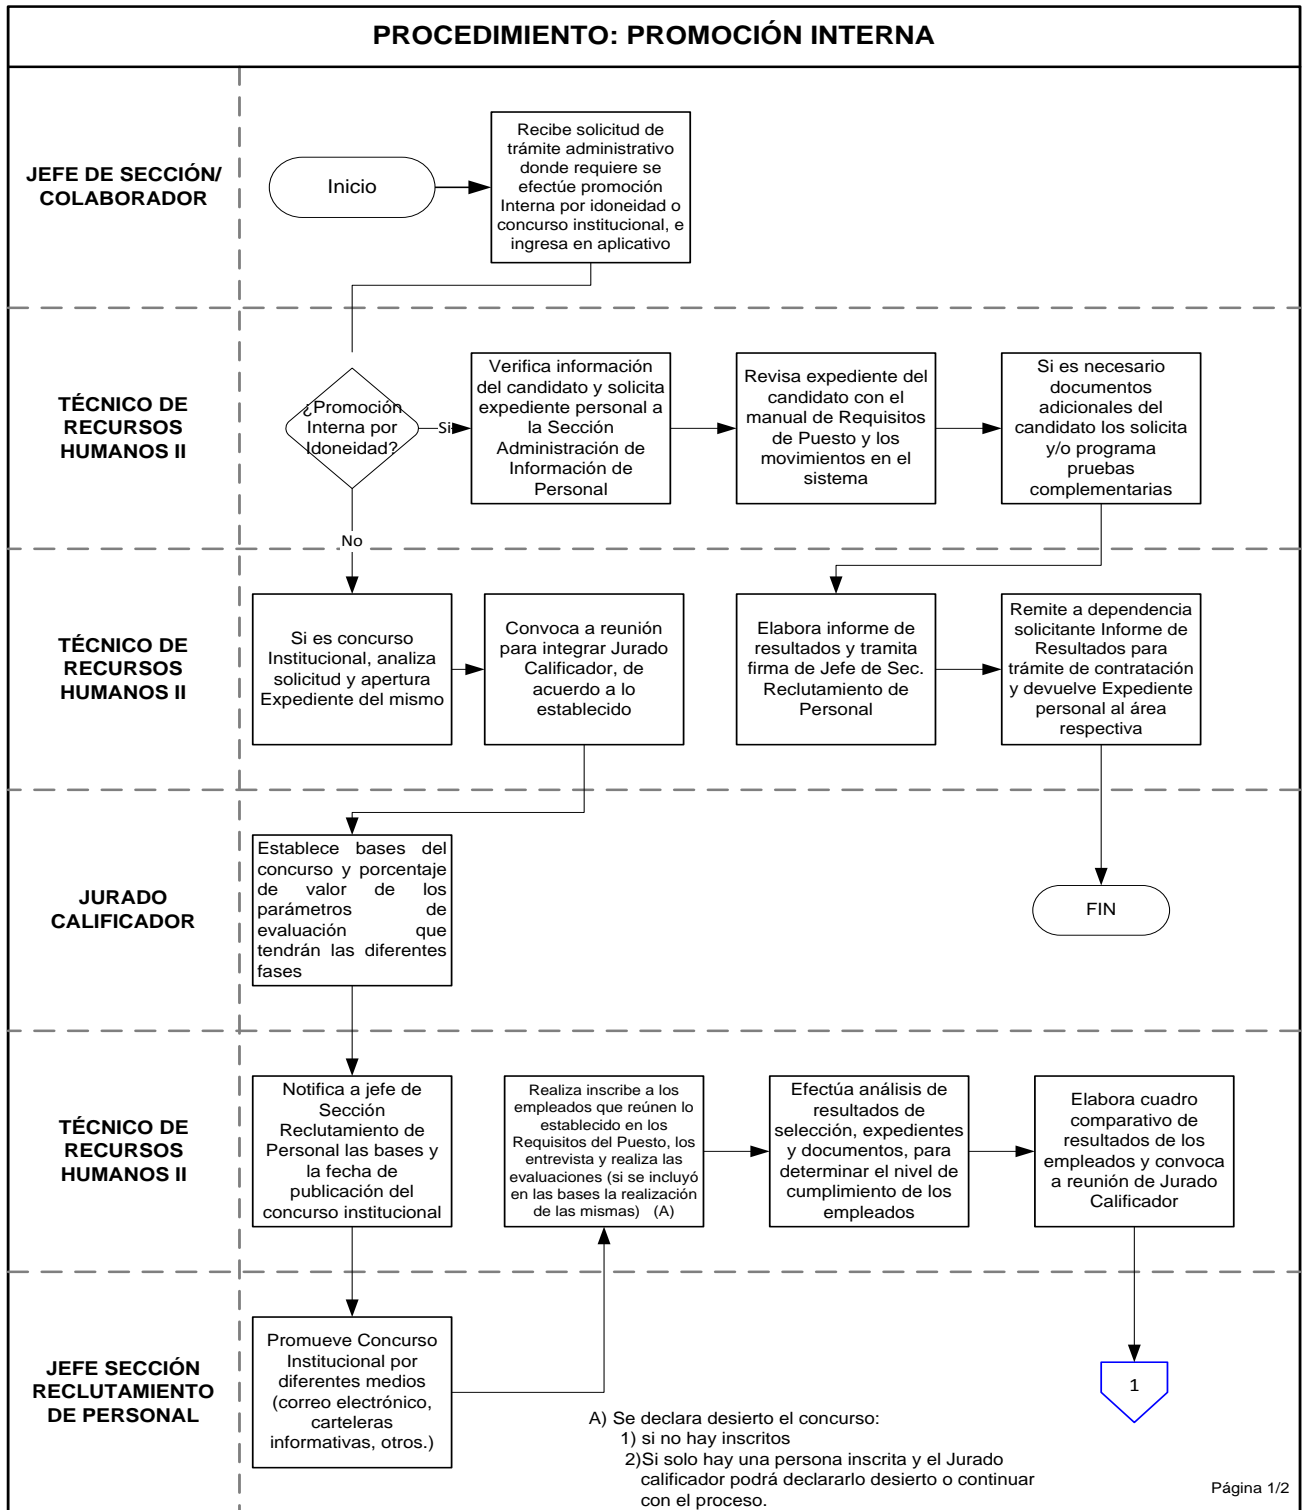 PROCEDIMIENTO: PROMOCIÓN INTERNA
JEFE DE SECCIÓN/
COLABORADOR
Inicio
Recibe solicitud de
trámite administrativo
donde requiere se
efectúe promoción
Interna por idoneidad o
concurso institucional, e
ingresa en aplicativo
TÉCNICO DE
RECURSOS
HUMANOS II
¿Promoción
Interna por
Idoneidad?
Si
Verifica información
del candidato y solicita
expediente personal a
la Sección
Administración de
Información de
Personal
Revisa expediente del
candidato con el
manual de Requisitos
de Puesto y los
movimientos en el
sistema
Si es necesario
documentos
adicionales del
candidato los solicita
y/o programa
pruebas
complementarias
No
TÉCNICO DE
RECURSOS
HUMANOS II
Si es concurso
Institucional, analiza
solicitud y apertura
Expediente del mismo
Convoca a reunión
para integrar Jurado
Calificador, de
acuerdo a lo
establecido
Elabora informe de
resultados y tramita
firma de Jefe de Sec.
Reclutamiento de
Personal
Remite a dependencia
solicitante Informe de
Resultados para
trámite de contratación
y devuelve Expediente
personal al área
respectiva
JURADO
CALIFICADOR
Establece bases del
concurso y porcentaje
de valor de los
parámetros de
evaluación que
tendrán las diferentes
fases
FIN
TÉCNICO DE
RECURSOS
HUMANOS II
Notifica a jefe de
Sección
Reclutamiento de
Personal las bases y
la fecha de
publicación del
concurso institucional
Realiza inscribe a los
empleados que reúnen lo
establecido en los
Requisitos del Puesto, los
entrevista y realiza las
evaluaciones (si se incluyó
en las bases la realización
de las mismas) (A)
Efectúa análisis de
resultados de
selección, expedientes
y documentos, para
determinar el nivel de
cumplimiento de los
empleados
Elabora cuadro
comparativo de
resultados de los
empleados y convoca
a reunión de Jurado
Calificador
JEFE SECCIÓN
RECLUTAMIENTO
DE PERSONAL
Promueve Concurso
Institucional por
diferentes medios
(correo electrónico,
carteleras
informativas, otros.)
1
A) Se declara desierto el concurso:
1) si no hay inscritos
2)Si solo hay una persona inscrita y el Jurado
calificador podrá declararlo desierto o continuar
con el proceso.
Página 1/2